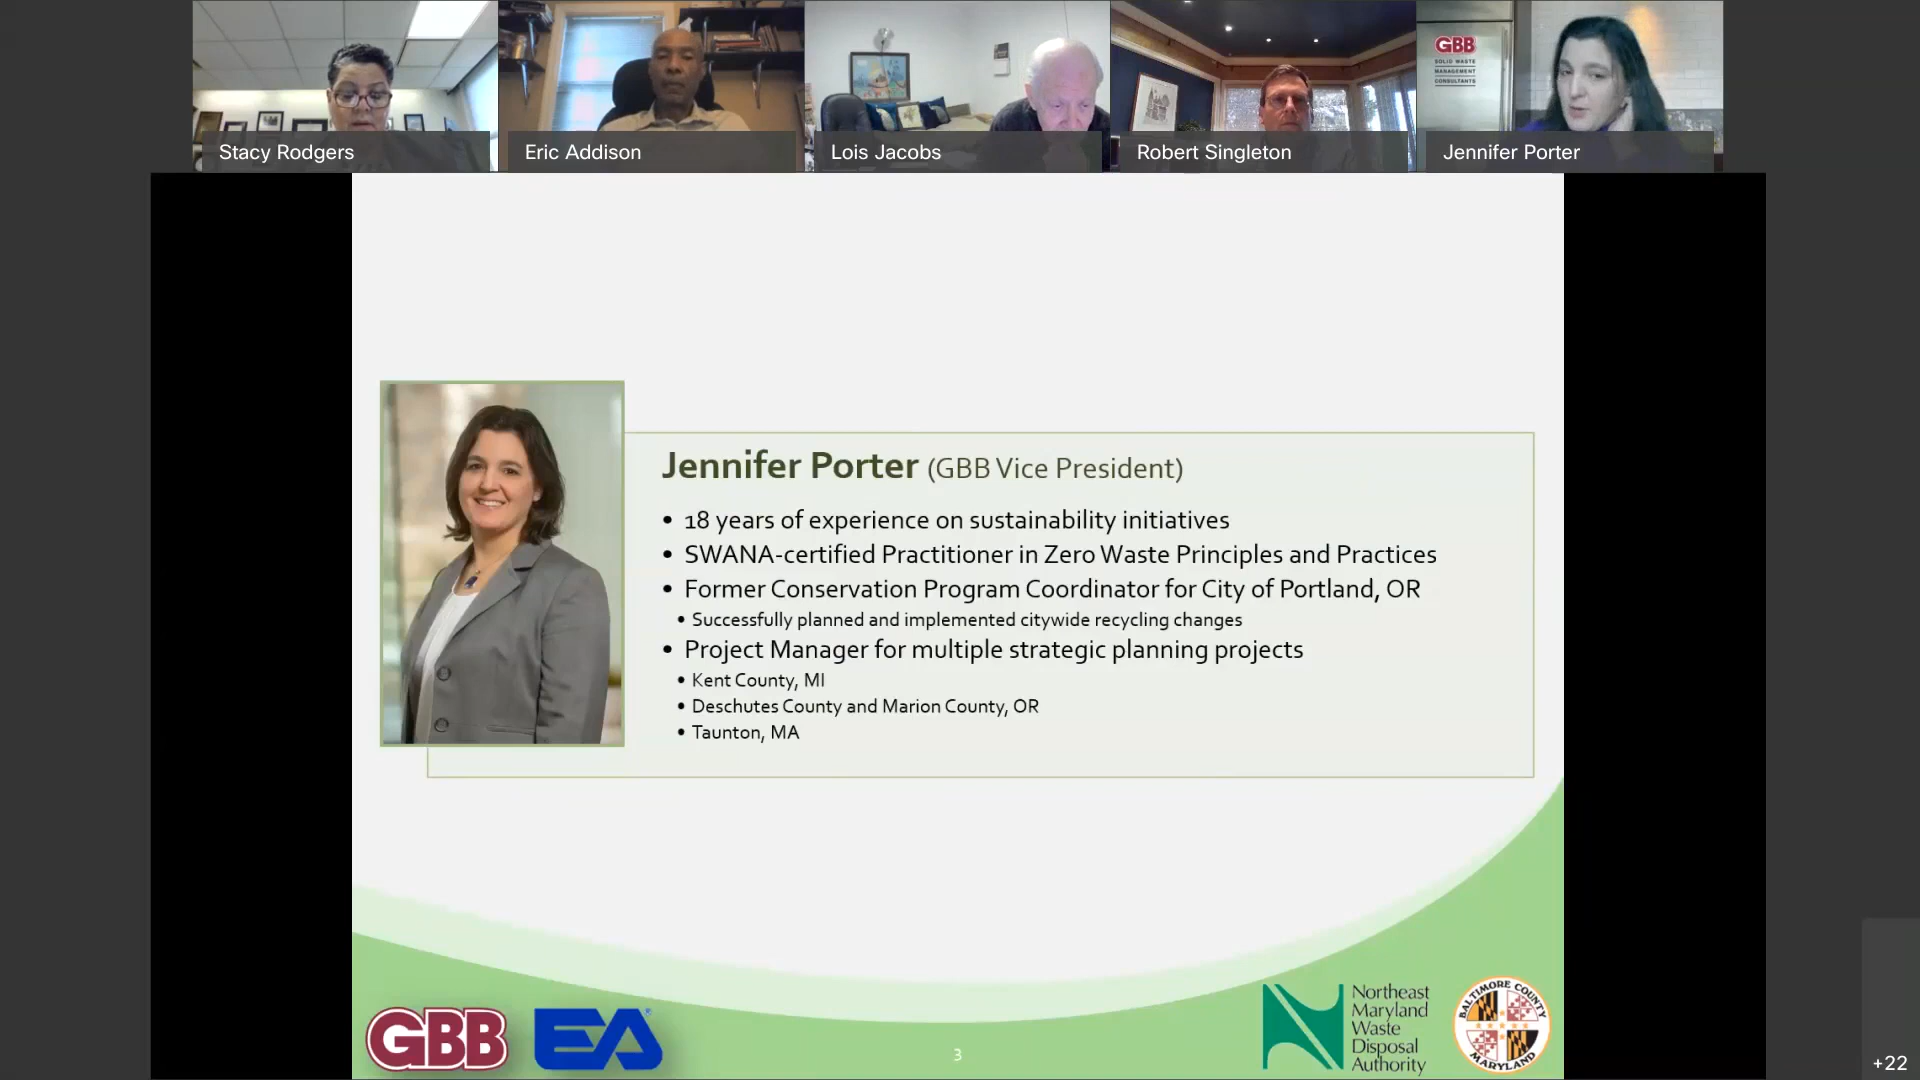 GBB
SOLID WASTE
MANAGEMENT
CONSULTANTS
Stacy Rodgers
Eric Addison
Lois Jacobs
Robert Singleton
Jennifer Porter
Jennifer Porter (GBB Vice President)
• 18 years of experience on sustainability initiatives
• SWANA-certified Practitioner in Zero Waste Principles and Practices
• Former Conservation Program Coordinator for City of Portland, OR
• Successfully planned and implemented citywide recycling changes
• Project Manager for multiple strategic planning projects
• Kent County, MI
• Deschutes County and Marion County, OR
• Taunton, MA
GBB
EA®
3
Northeast
Maryland
Waste
Disposal
Authority
BALTIMORE COUNTY
MARYLAND
+22